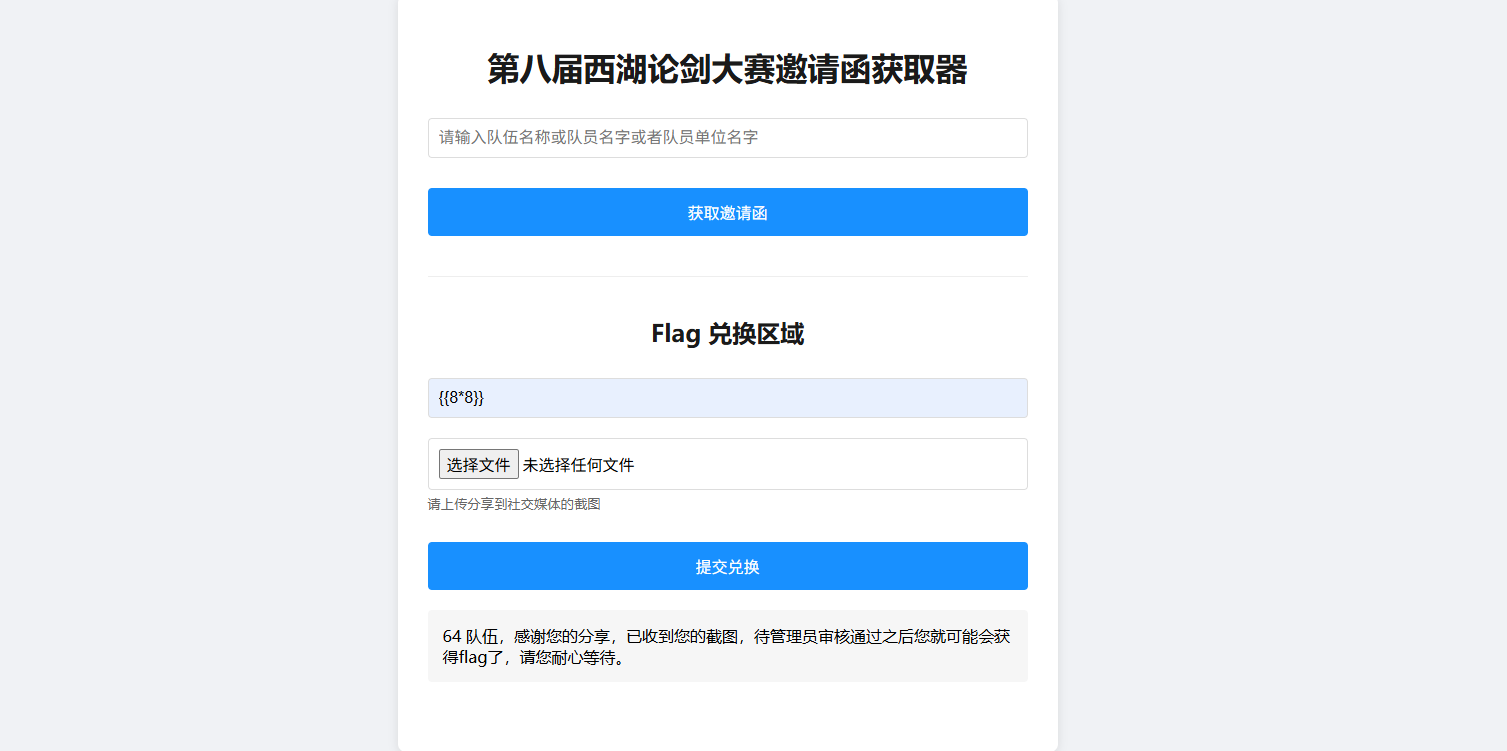 第八届西湖论剑大赛邀请函获取器
请输入队伍名称或队员名字或者队员单位名字
获取邀请函
Flag 兑换区域
{{8*8}}
选择文件 未选择任何文件
请上传分享到社交媒体的截图
提交兑换
64 队伍，感谢您的分享，已收到您的截图，待管理员审核通过之后您就可能会获
得flag了，请您耐心等待。